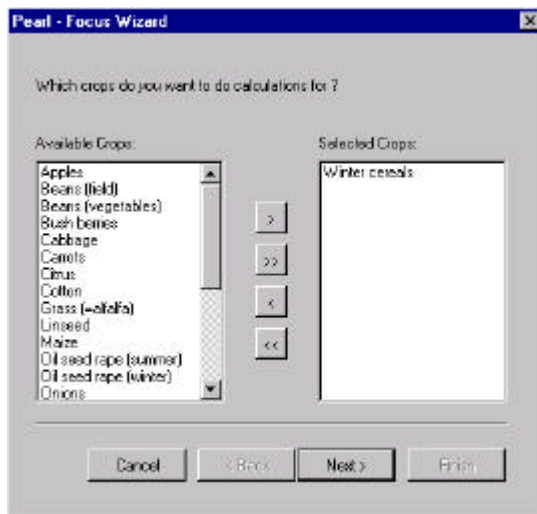 Pearl - Focus Wizard
Which crops do you want to do calculations for ?
Available Crops:
Selected Crops:
Apples
Beans (field)
Beans (vegetables)
Bush berries
Cabbage
Carrots
Citrus
Cotton
Grass (=alfalfa)
Linseed
Maize
Oil seed rape (summer)
Oil seed rape (winter)
Onions
Winter cereals
>
>>
<
<<
Cancel
< Back
Next >
Finish